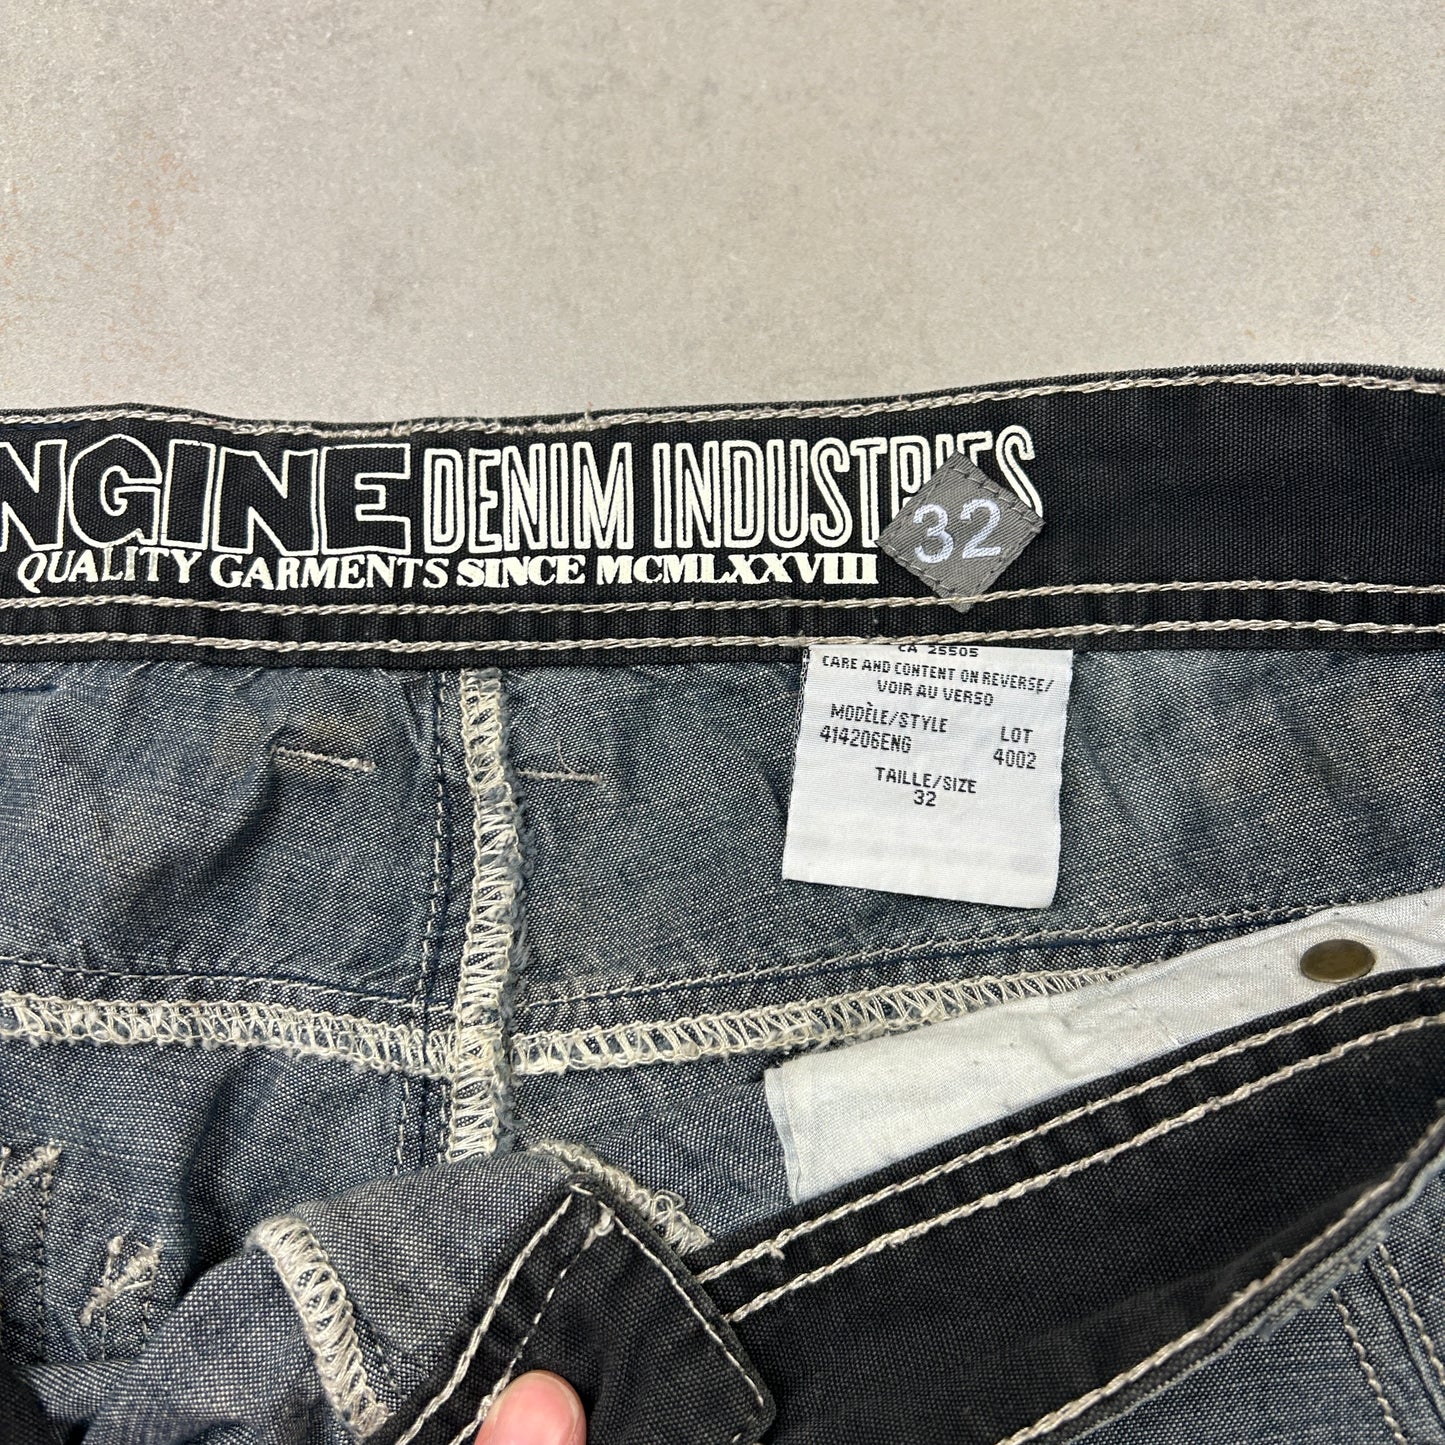 NGINE DENIM INDUSTRIES
QUALITY GARMENTS SINCE MCMLXXVIII
32
CA 25505
CARE AND CONTENT ON REVERSE/
VOIR AU VERSO
MODÈLE/STYLE LOT
414206ENG 4002
TAILLE/SIZE
32